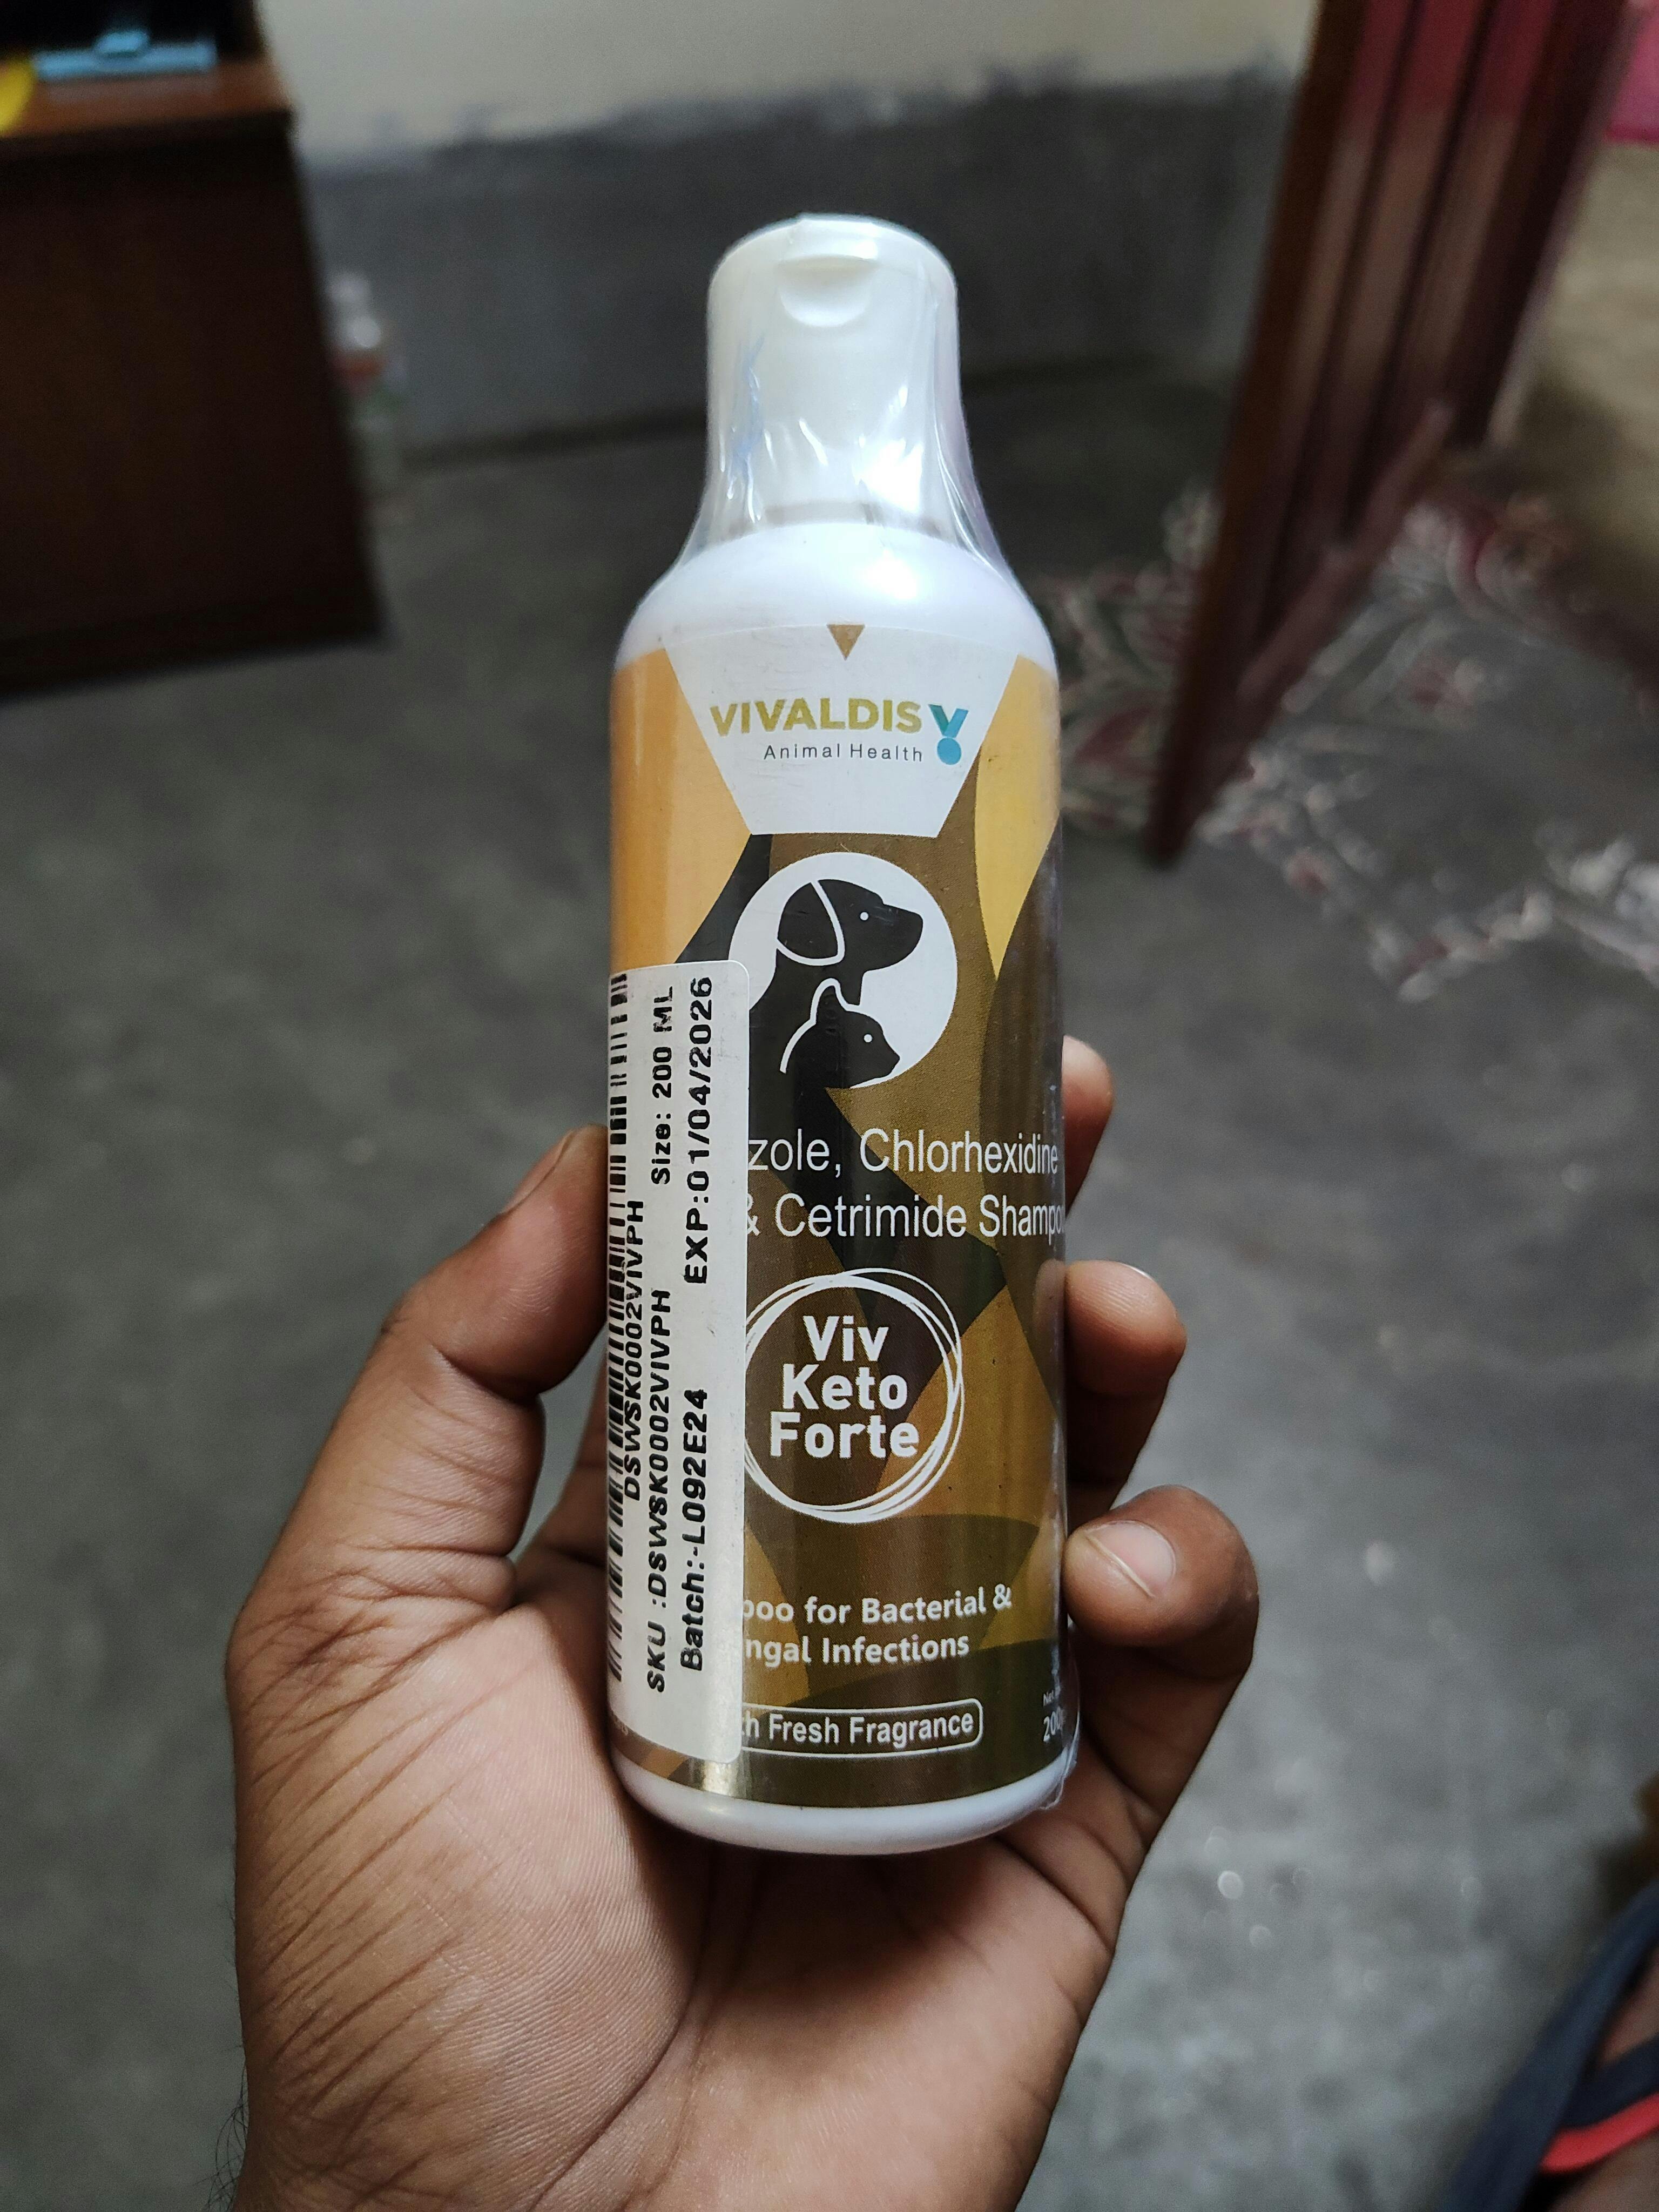 VIVALDIS
Animal Health
zole, Chlorhexidine
& Cetrimide Shampo
Viv
Keto
Forte
poo for Bacterial &
ngal Infections
h Fresh Fragrance
200
DSWSK0002VIVPH
SKU :DSWSK0002VIVPH Size: 200 ML
Batch:-L092E24 EXP:01/04/2026